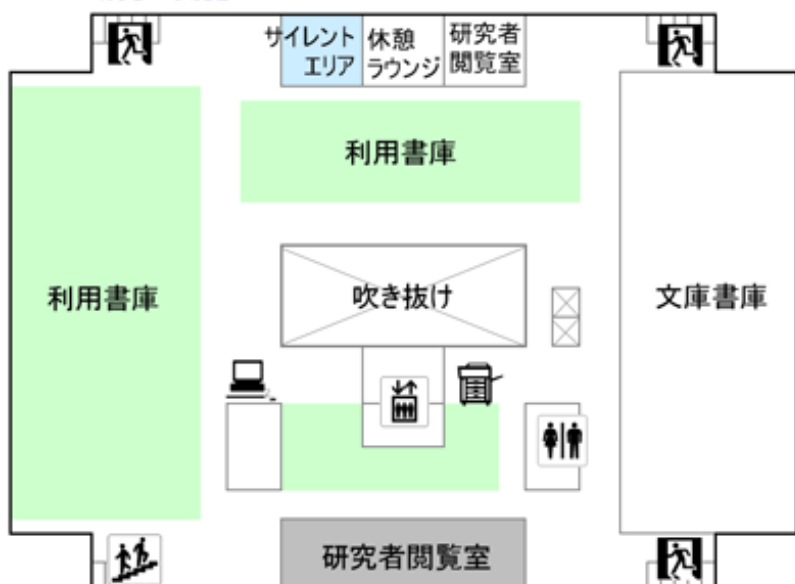 サイレント
エリア
休憩
ラウンジ
研究者
閲覧室
利用書庫
利用書庫
吹き抜け
文庫書庫
研究者閲覧室